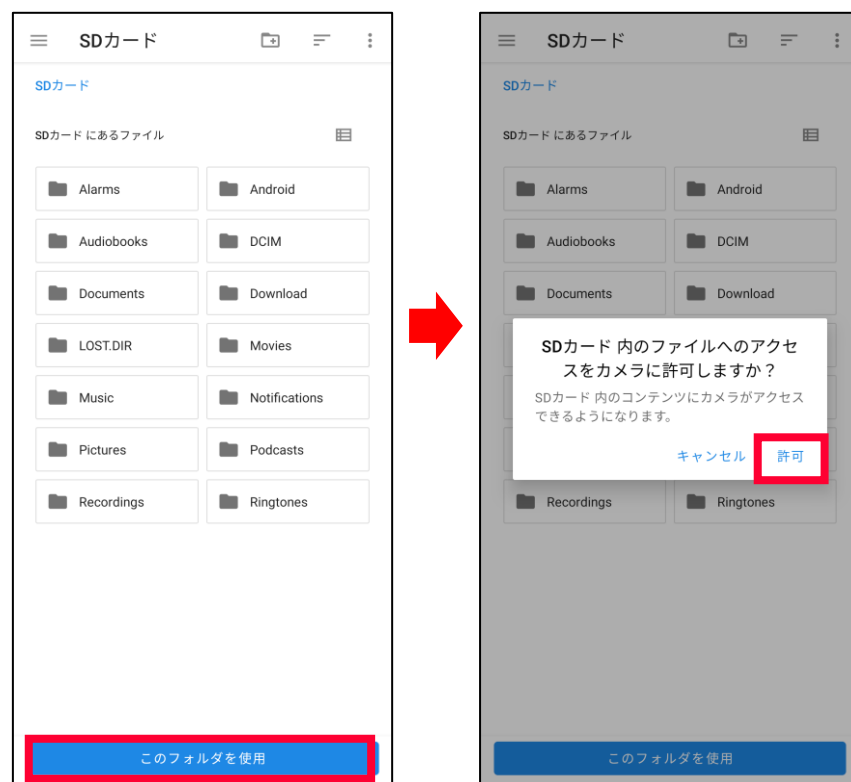 SDカード
SDカード
SDカード にあるファイル
Alarms
Android
Audiobooks
DCIM
Documents
Download
LOST.DIR
Movies
Music
Notifications
Pictures
Podcasts
Recordings
Ringtones
このフォルダを使用
SDカード
SDカード
SDカード にあるファイル
Alarms
Android
Audiobooks
DCIM
Documents
Download
SDカード 内のファイルへのアクセ
スをカメラに許可しますか？
SDカード 内のコンテンツにカメラがアクセス
できるようになります。
キャンセル 許可
Recordings
Ringtones
このフォルダを使用